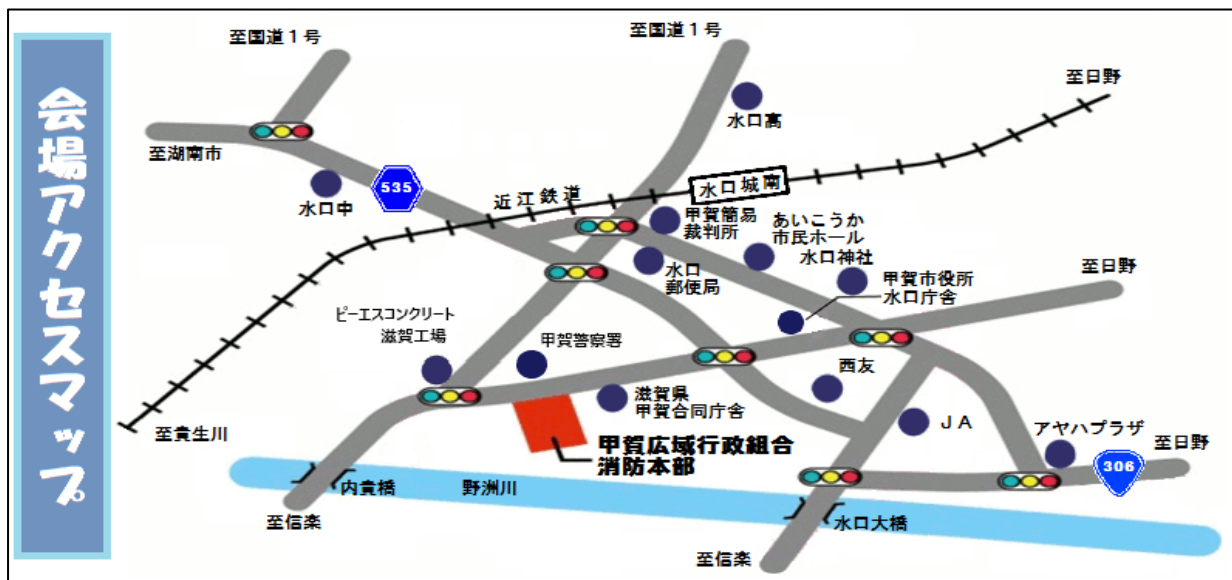 会場アクセスマップ
至国道１号
至国道１号
至日野
水口高
至湖南市
535
水口中
近江鉄道
水口城南
甲賀簡易
裁判所
あいこうか
市民ホール
水口神社
水口
郵便局
甲賀市役所
水口庁舎
至日野
ピーエスコンクリート
滋賀工場
甲賀警察署
西友
滋賀県
甲賀合同庁舎
ＪＡ
アヤハプラザ
至日野
306
至貴生川
甲賀広域行政組合
消防本部
内貴橋
野洲川
水口大橋
至信楽
至信楽